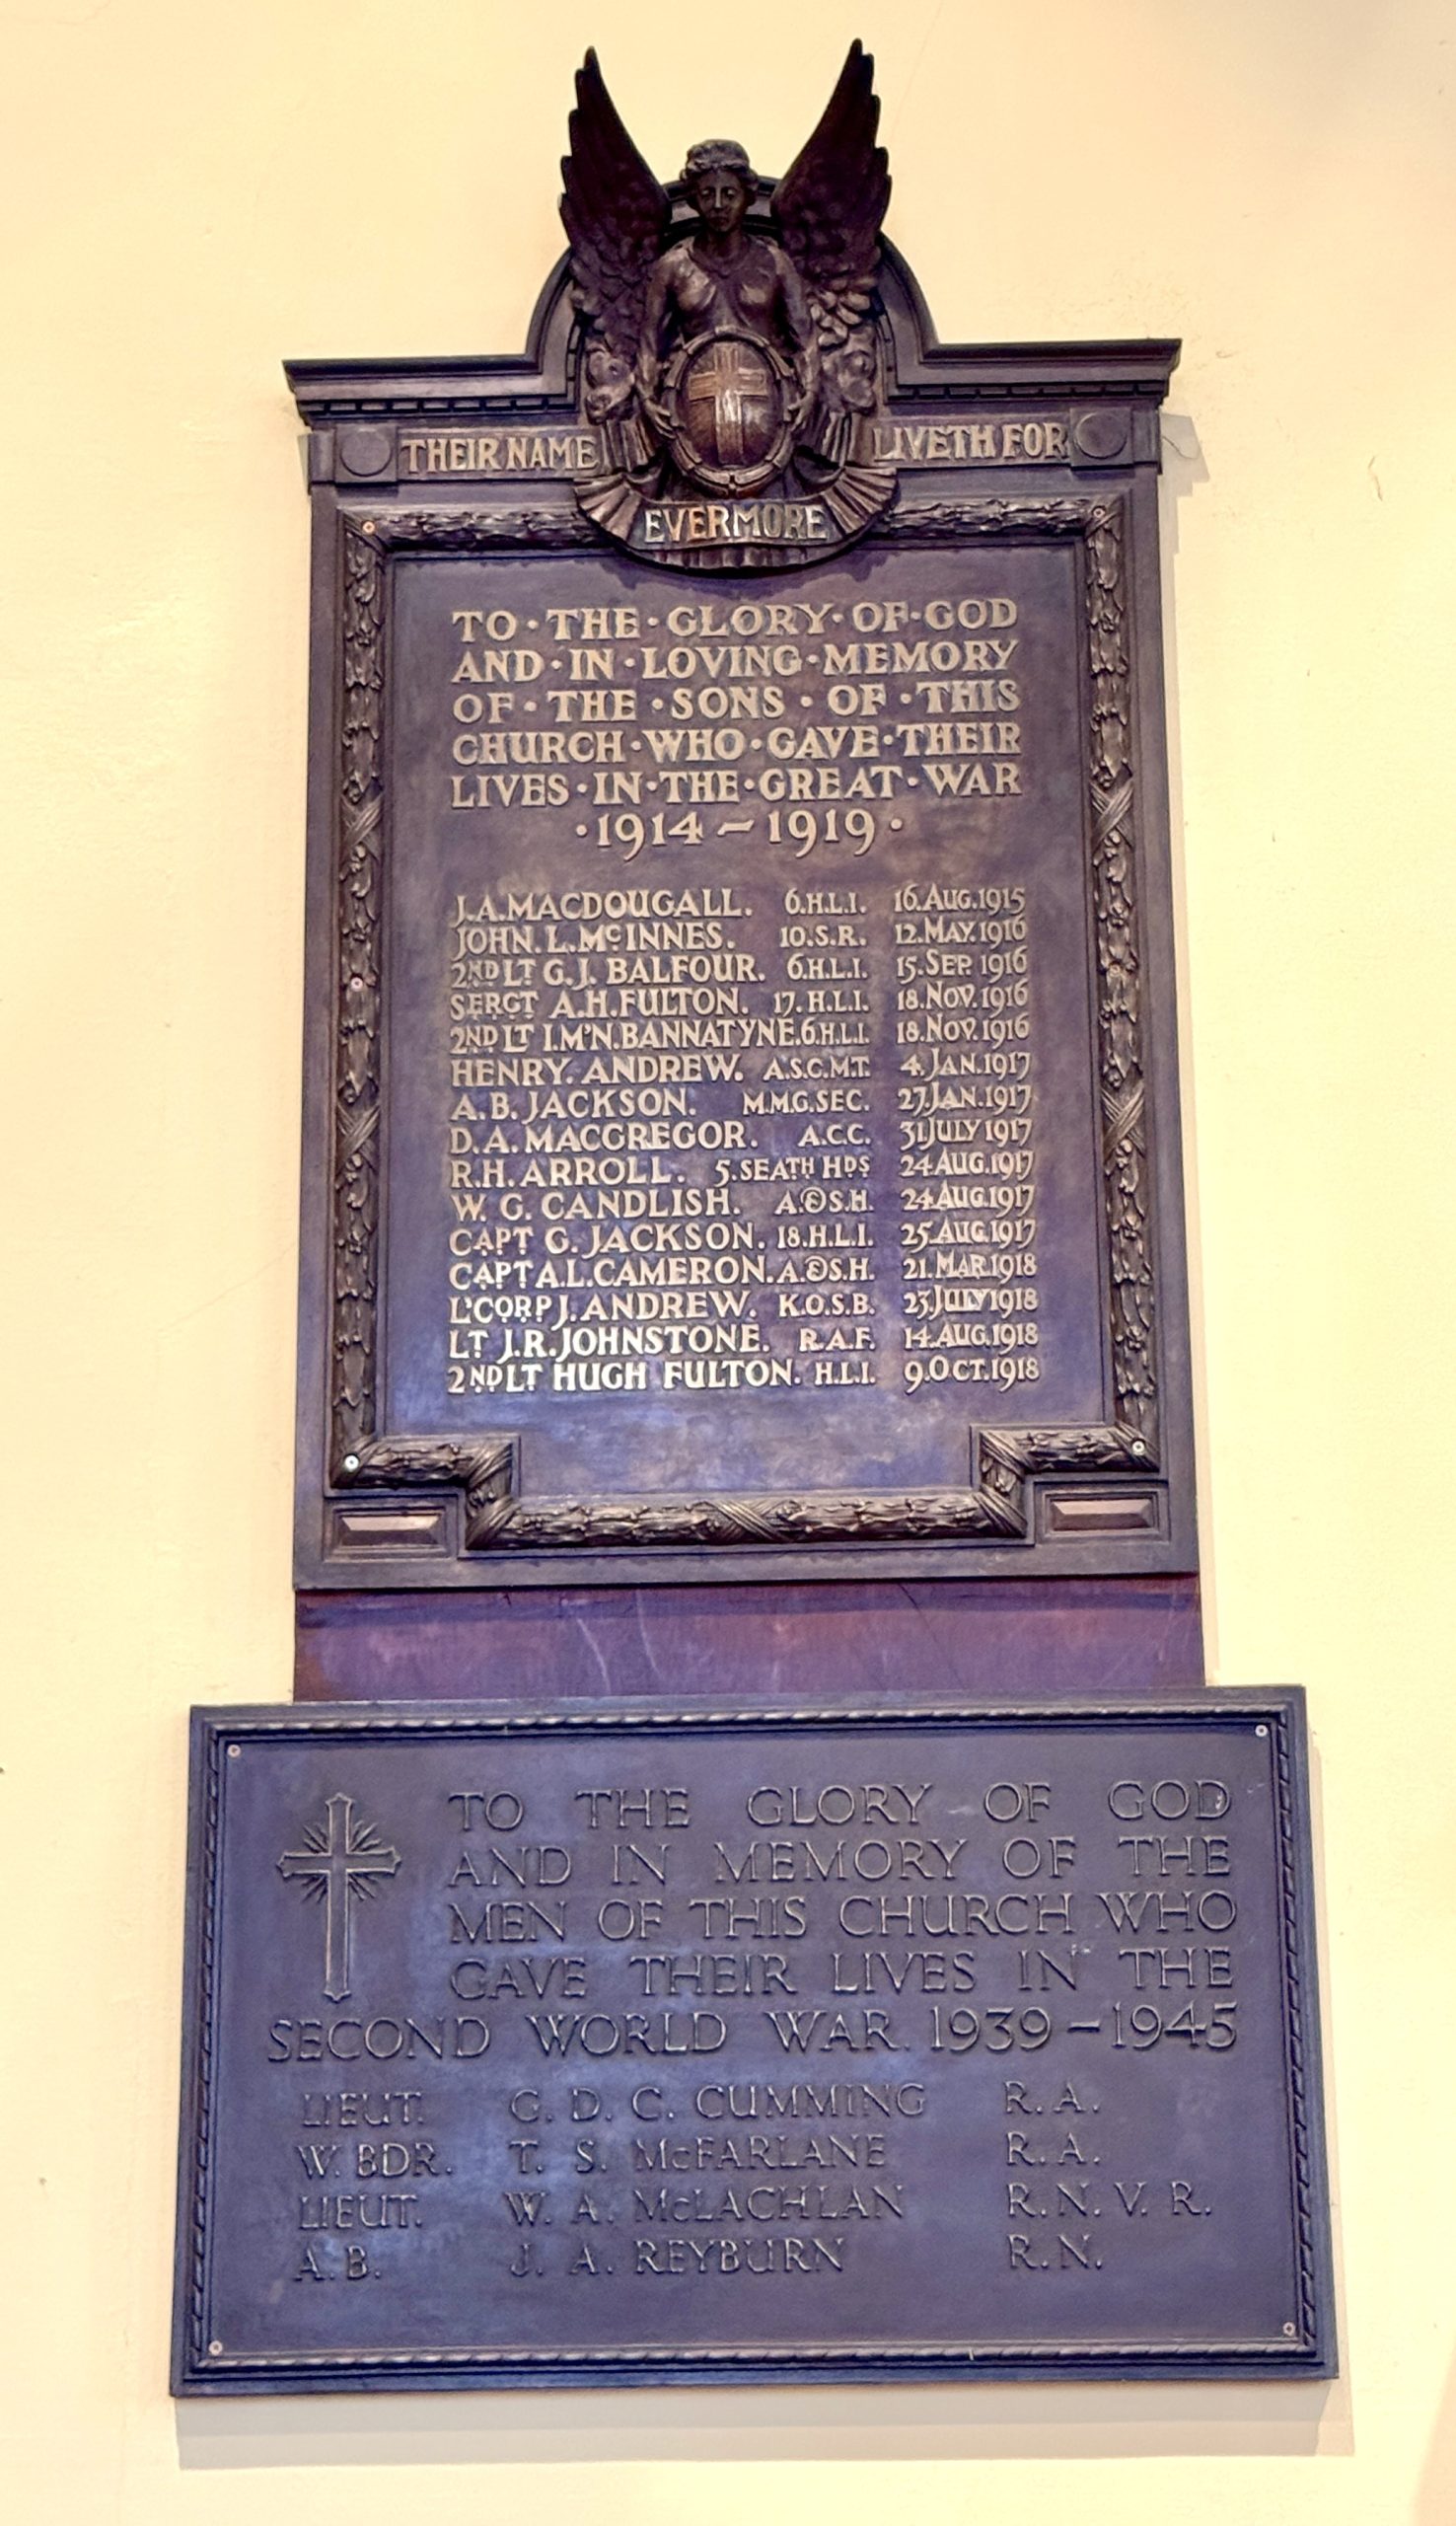 THEIR NAME LIVETH FOR
EVERMORE
TO·THE·GLORY·OF·GOD
AND·IN·LOVING·MEMORY
OF·THE·SONS·OF·THIS
CHURCH·WHO·GAVE·THEIR
LIVES·IN·THE·GREAT·WAR
·1914–1919·
J.A.MACDOUGALL. 6.H.L.I. 16.AUG.1915
JOHN.L.McINNES. 10.S.R. 12.MAY.1916
2ND LT G.J. BALFOUR. 6.H.L.I. 15.SEP. 1916
SERGT A.H.FULTON. 17.H.L.I. 18.NOV.1916
2ND LT I.M'N.BANNATYNE.6.H.L.I. 18.NOV.1916
HENRY. ANDREW. A.S.C.M.T. 4.JAN.1917
A.B. JACKSON. M.M.G.SEC. 27.JAN.1917
D.A. MACGREGOR. A.C.C. 31.JULY 1917
R.H. ARROLL. 5.SEATH HDS 24.AUG.1917
W. G. CANDLISH. A.&S.H. 24.AUG.1917
CAPT G. JACKSON. 18.H.L.I. 25.AUG.1917
CAPT A.L.CAMERON. A.&S.H. 21.MAR.1918
L'CORP J.ANDREW. K.O.S.B. 23.JULY 1918
LT J.R.JOHNSTONE. R.A.F. 14.AUG.1918
2ND LT HUGH FULTON. H.L.I. 9.OCT.1918
TO THE GLORY OF GOD
AND IN MEMORY OF THE
MEN OF THIS CHURCH WHO
GAVE THEIR LIVES IN THE
SECOND WORLD WAR. 1939–1945
LIEUT. G. D. C. CUMMING R. A.
W. BDR. T. S. McFARLANE R. A.
LIEUT. W. A. McLACHLAN R. N. V. R.
A. B. J. A. REYBURN R. N.